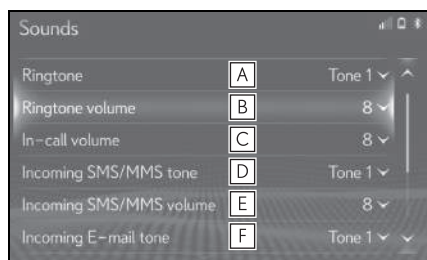 Sounds
Ringtone A Tone 1
Ringtone volume B 8
In-call volume C 8
Incoming SMS/MMS tone D Tone 1
Incoming SMS/MMS volume E 8
Incoming E-mail tone F Tone 1